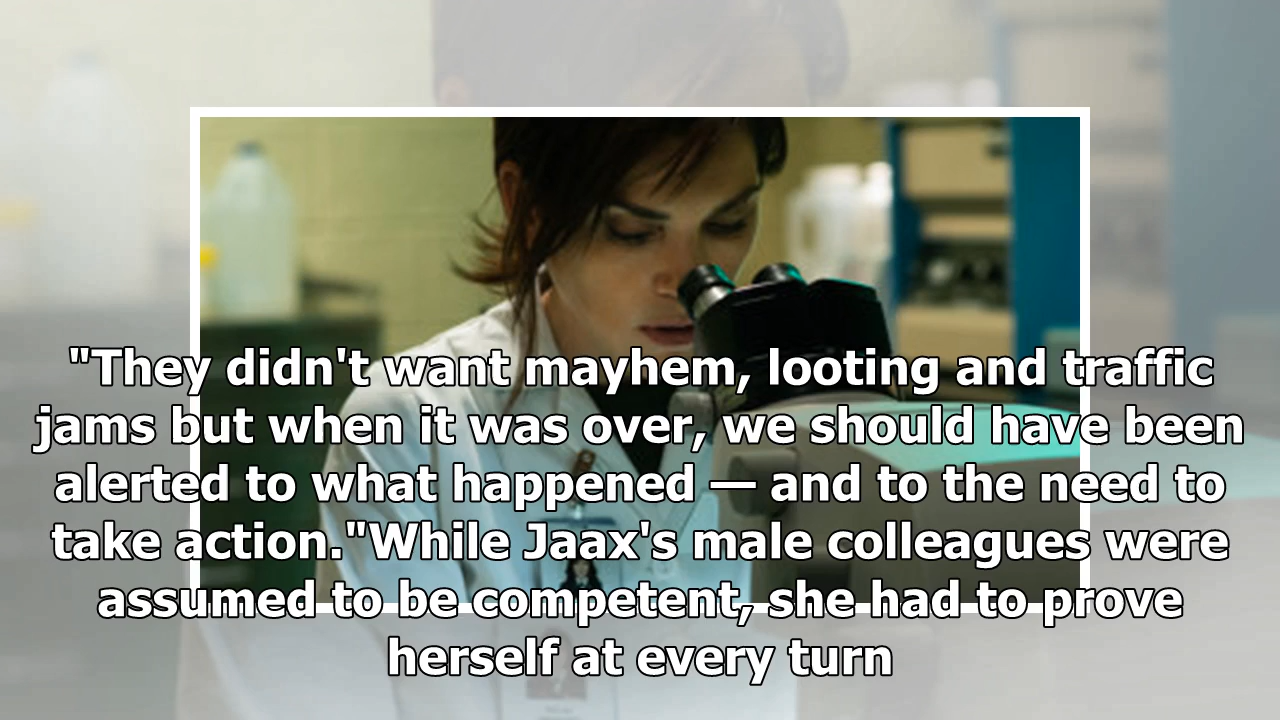 "They didn't want mayhem, looting and traffic
jams but when it was over, we should have been
alerted to what happened — and to the need to
take action."While Jaax's male colleagues were
assumed to be competent, she had to prove
herself at every turn